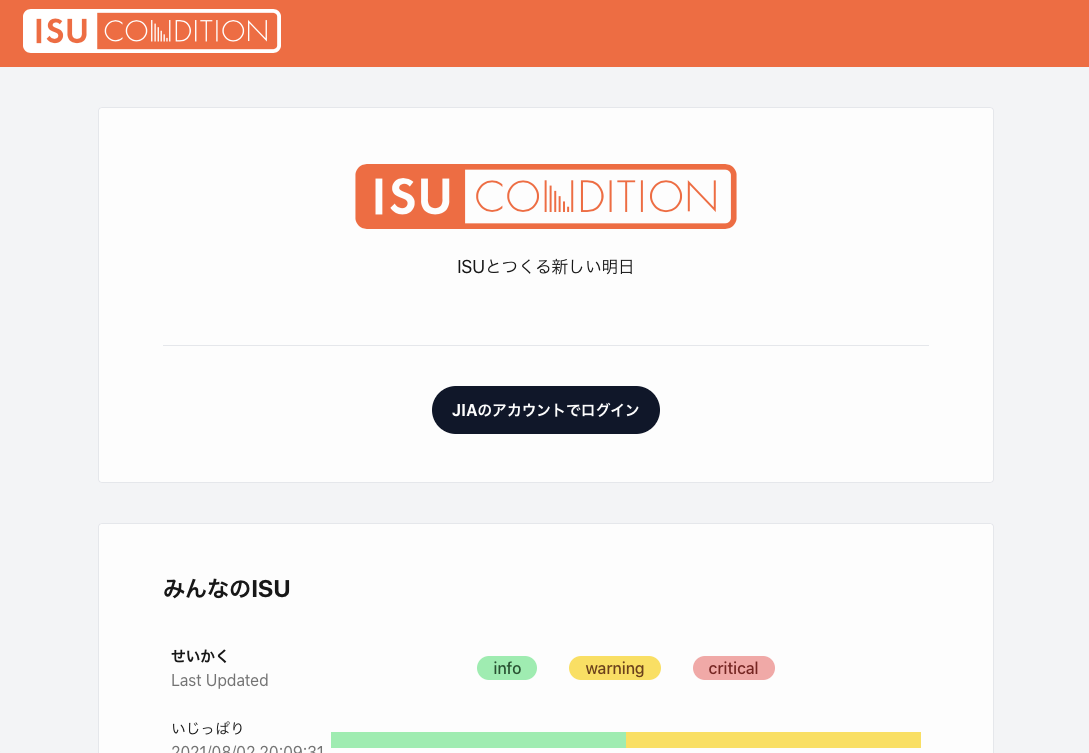 ISU CONDITION
ISU CONDITION
ISUとつくる新しい明日
JIAのアカウントでログイン
みんなのISU
せいかく
Last Updated
info
warning
critical
いじっぱり
2021/08/02 20:09:31